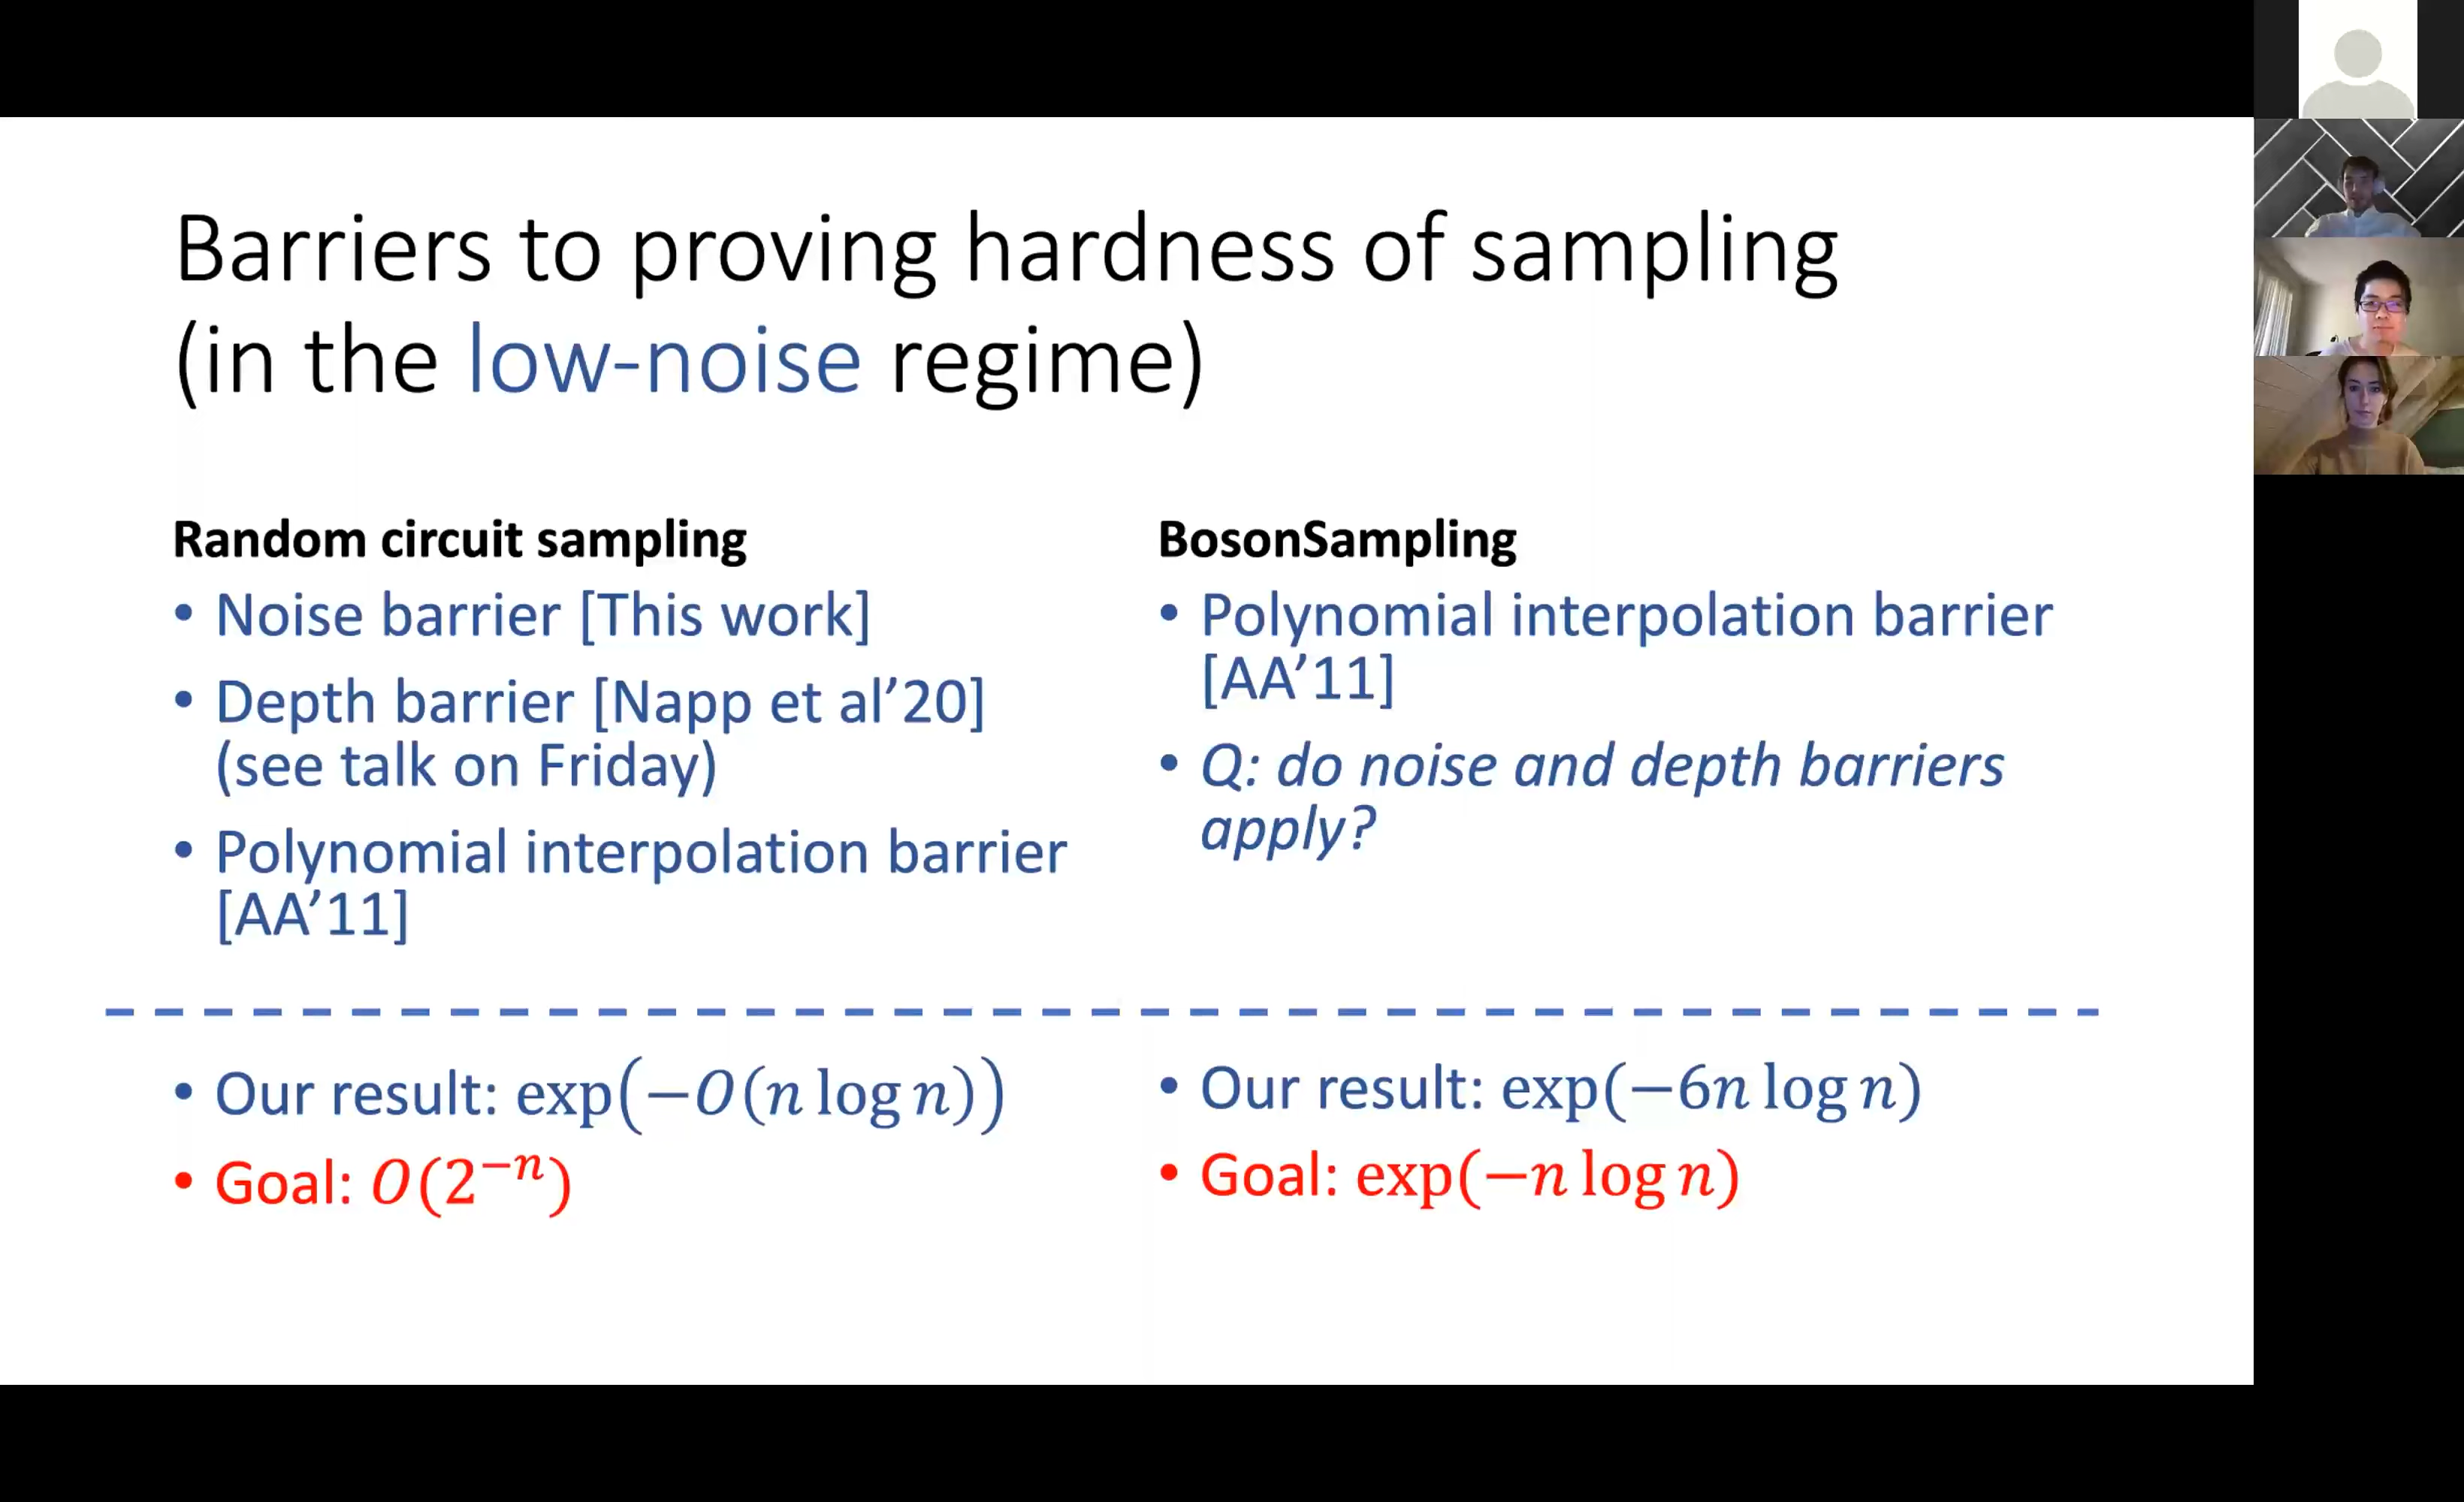 Barriers to proving hardness of sampling
(in the low-noise regime)
Random circuit sampling
• Noise barrier [This work]
• Depth barrier [Napp et al’20]
(see talk on Friday)
• Polynomial interpolation barrier
[AA’11]
BosonSampling
• Polynomial interpolation barrier
[AA’11]
• Q: do noise and depth barriers
apply?
• Our result: exp(−O(n log n))
• Goal: O(2⁻ⁿ)
• Our result: exp(−6n log n)
• Goal: exp(−n log n)